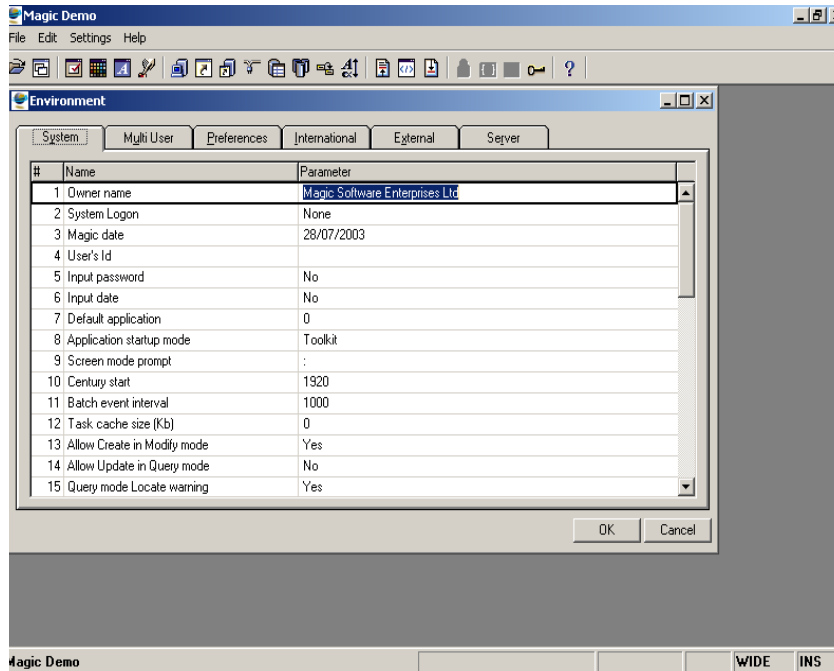 Magic Demo
File Edit Settings Help
Environment
System Multi User Preferences International External Server
# Name Parameter
1 Owner name Magic Software Enterprises Ltd
2 System Logon None
3 Magic date 28/07/2003
4 User's Id
5 Input password No
6 Input date No
7 Default application 0
8 Application startup mode Toolkit
9 Screen mode prompt :
10 Century start 1920
11 Batch event interval 1000
12 Task cache size (Kb) 0
13 Allow Create in Modify mode Yes
14 Allow Update in Query mode No
15 Query mode Locate warning Yes
OK Cancel
Magic Demo WIDE INS